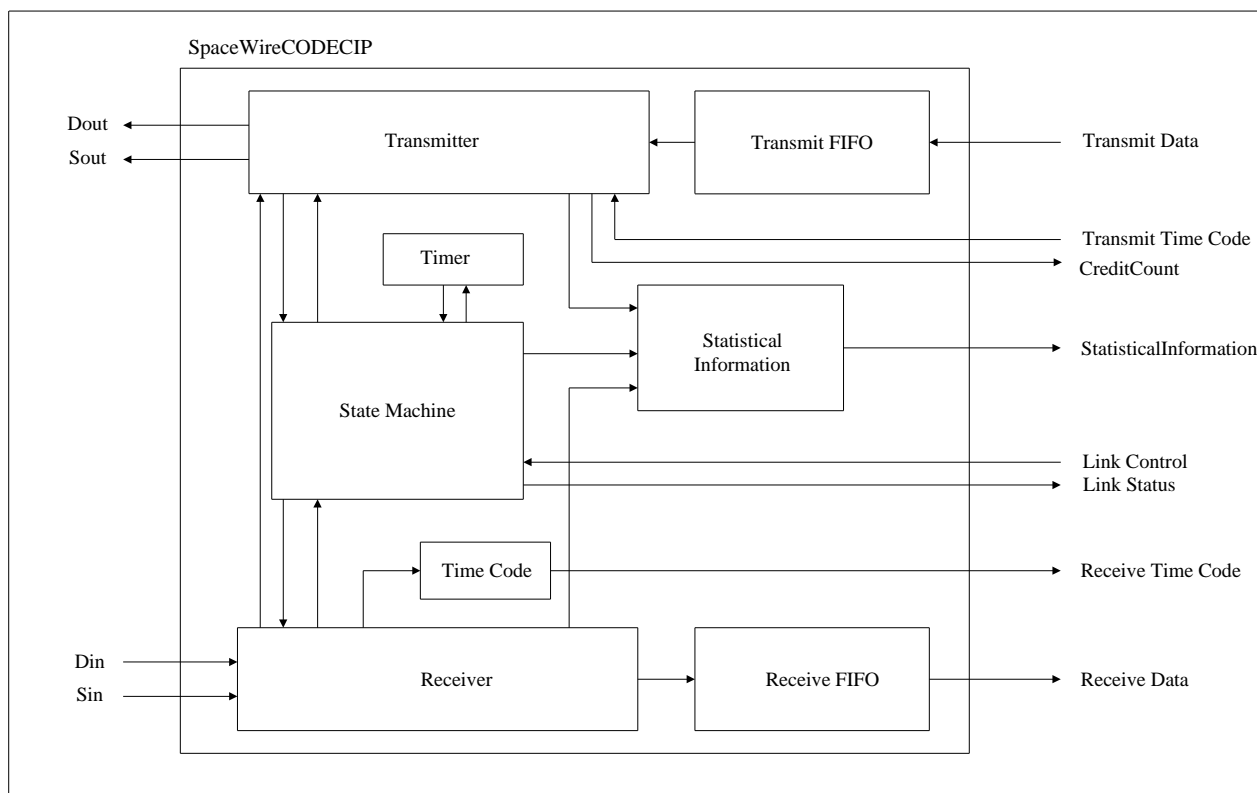 SpaceWireCODECIP
Dout
Sout
Transmitter
Transmit FIFO
Transmit Data
Transmit Time Code
CreditCount
Timer
Statistical
Information
StatisticalInformation
State Machine
Link Control
Link Status
Time Code
Receive Time Code
Din
Sin
Receiver
Receive FIFO
Receive Data